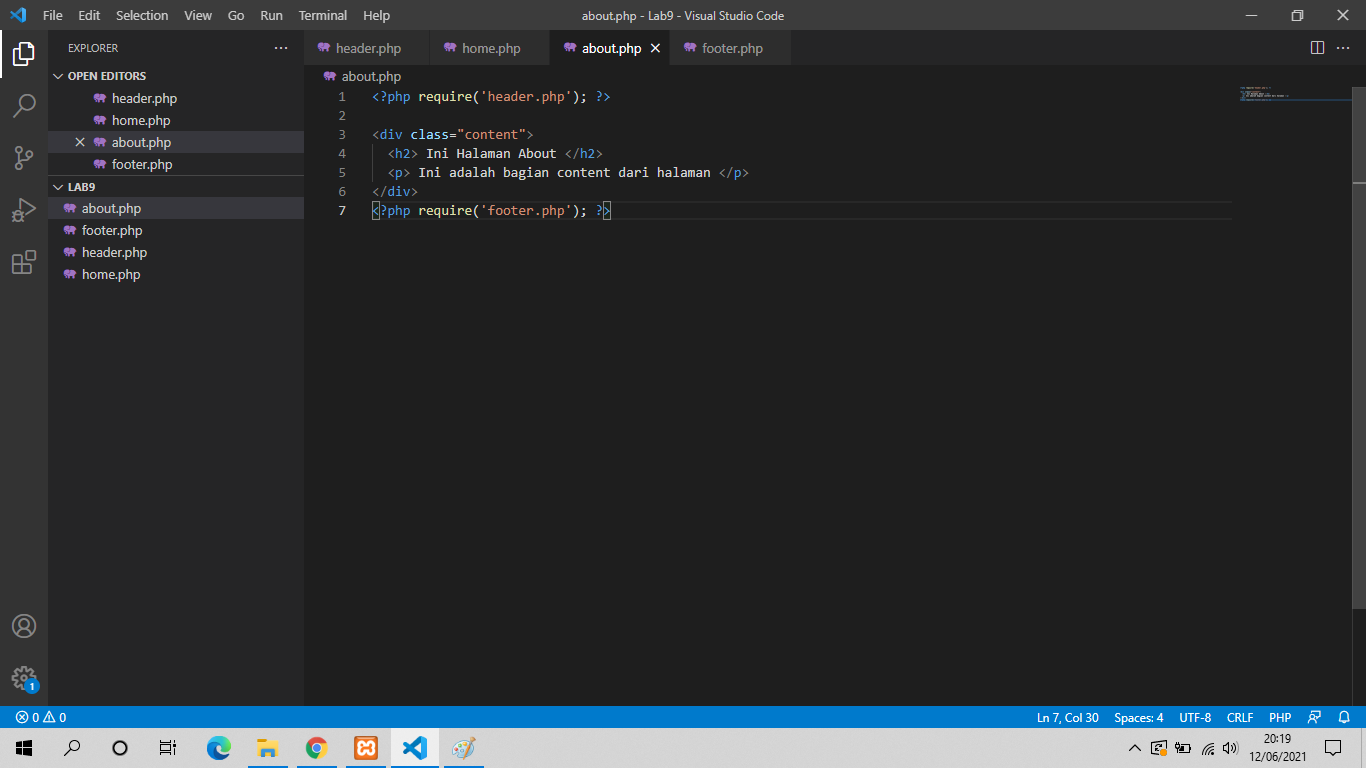 File Edit Selection View Go Run Terminal Help about.php - Lab9 - Visual Studio Code
EXPLORER
OPEN EDITORS
header.php
home.php
about.php
footer.php
LAB9
about.php
footer.php
header.php
home.php
1
header.php home.php about.php footer.php
about.php
1 <?php require('header.php'); ?>
2
3 <div class="content">
4 <h2> Ini Halaman About </h2>
5 <p> Ini adalah bagian content dari halaman </p>
6 </div>
7 <?php require('footer.php'); ?>
0 0 Ln 7, Col 30 Spaces: 4 UTF-8 CRLF PHP
20:19
12/06/2021